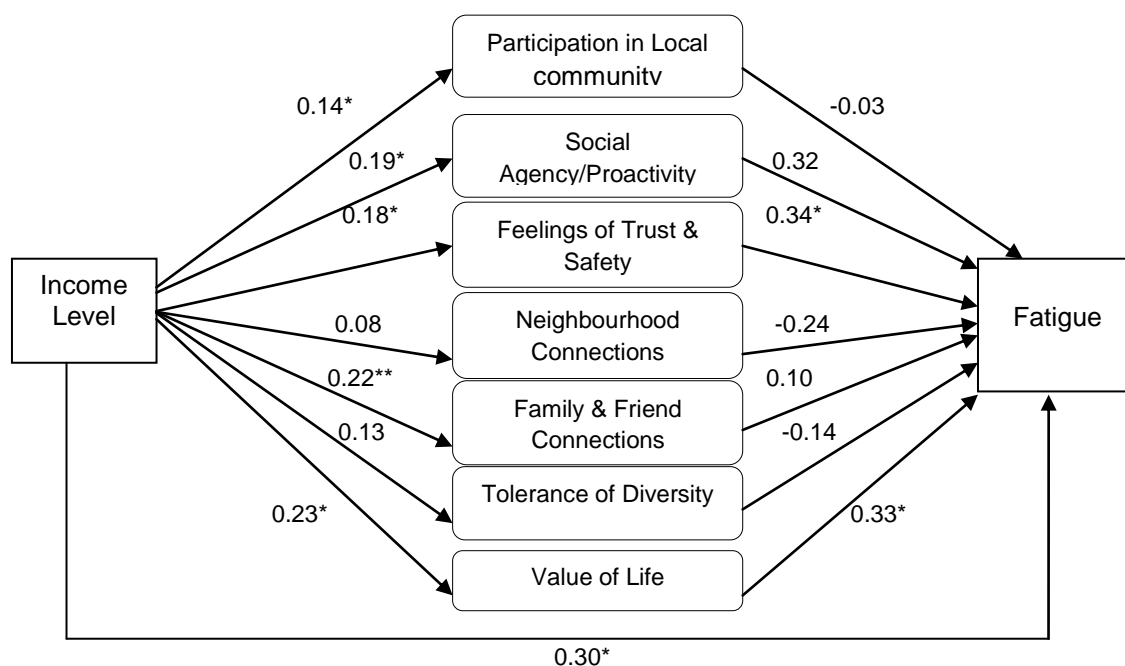 Participation in Local
community
0.14*
-0.03
Social
Agency/Proactivity
0.19*
0.32
0.18*
0.34*
Feelings of Trust &
Safety
Income
Level
Fatigue
Neighbourhood
Connections
0.08
-0.24
0.22**
0.10
Family & Friend
Connections
0.13
-0.14
Tolerance of Diversity
0.23*
0.33*
Value of Life
0.30*